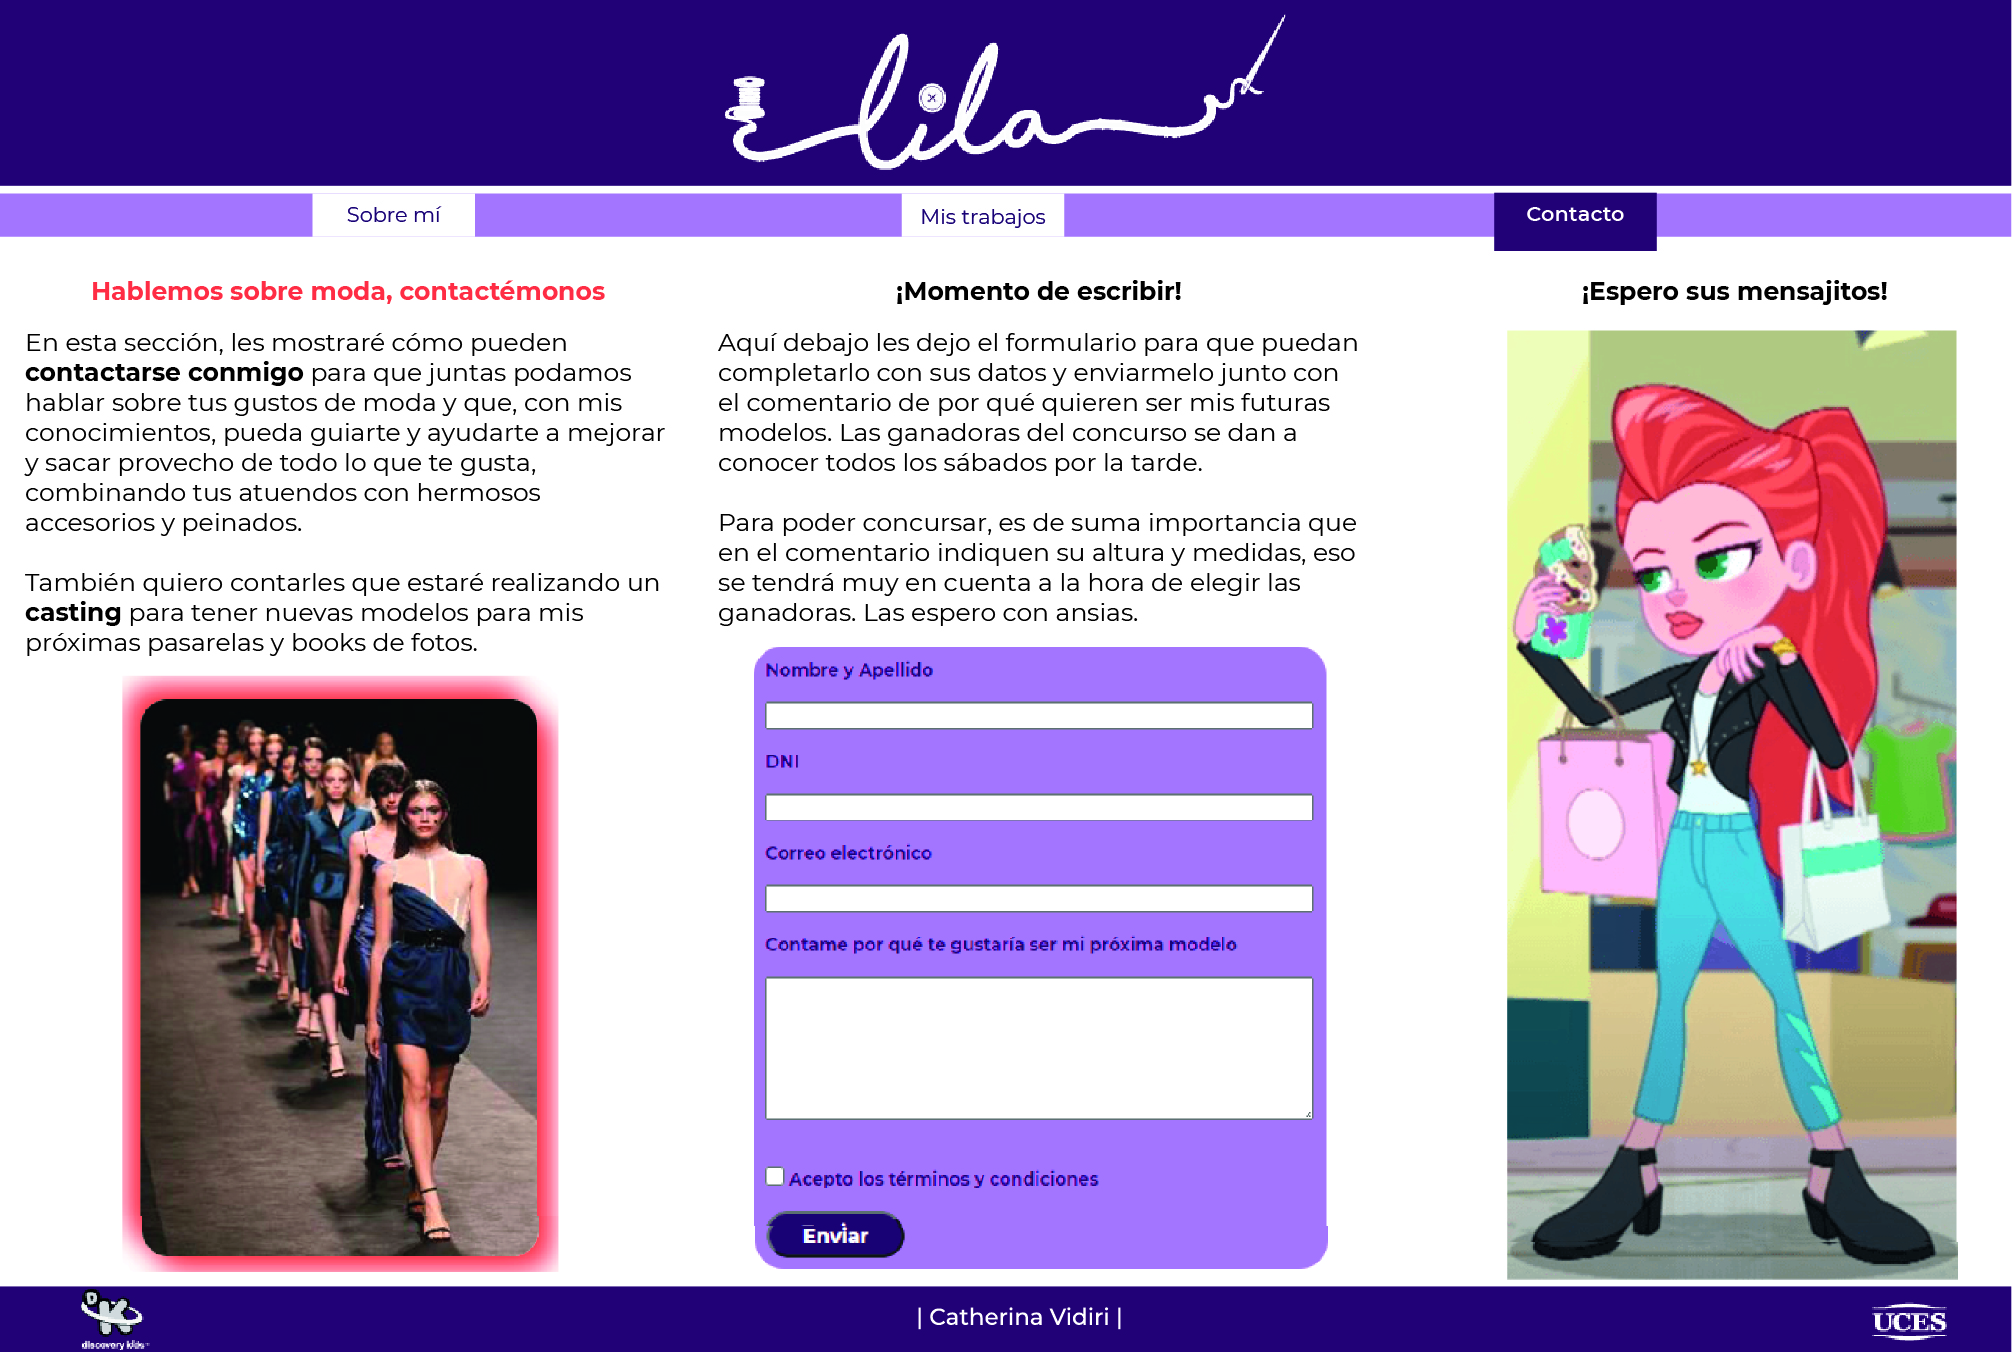 lila
Sobre mí
Mis trabajos
Contacto
Hablemos sobre moda, contactémonos
En esta sección, les mostraré cómo pueden
contactarse conmigo para que juntas podamos
hablar sobre tus gustos de moda y que, con mis
conocimientos, pueda guiarte y ayudarte a mejorar
y sacar provecho de todo lo que te gusta,
combinando tus atuendos con hermosos
accesorios y peinados.
También quiero contarles que estaré realizando un
casting para tener nuevas modelos para mis
próximas pasarelas y books de fotos.
¡Momento de escribir!
Aquí debajo les dejo el formulario para que puedan
completarlo con sus datos y enviarmelo junto con
el comentario de por qué quieren ser mis futuras
modelos. Las ganadoras del concurso se dan a
conocer todos los sábados por la tarde.
Para poder concursar, es de suma importancia que
en el comentario indiquen su altura y medidas, eso
se tendrá muy en cuenta a la hora de elegir las
ganadoras. Las espero con ansias.
Nombre y Apellido
DNI
Correo electrónico
Contame por qué te gustaría ser mi próxima modelo
Acepto los términos y condiciones
Enviar
¡Espero sus mensajitos!
DK
discovery kids™
| Catherina Vidiri |
UCES